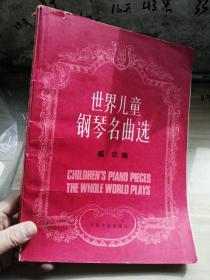 世界儿童
钢琴名曲选
CHILDREN'S PIANO PIECES
THE WHOLE WORLD PLAYS